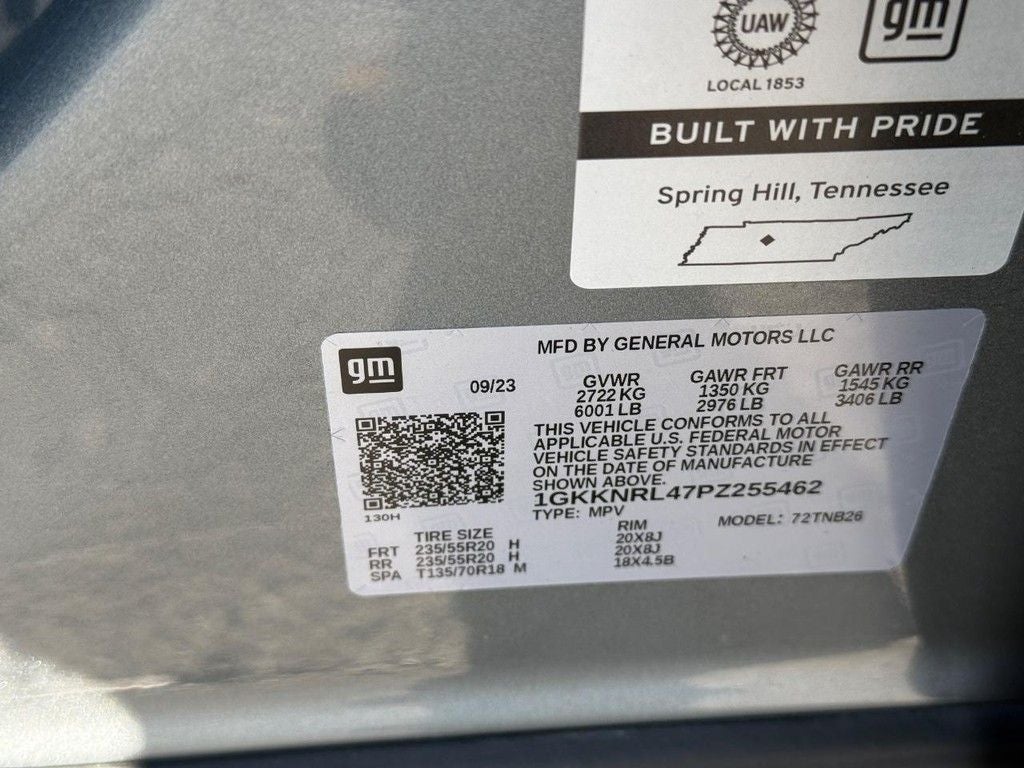 UAW
gm
LOCAL 1853
BUILT WITH PRIDE
Spring Hill, Tennessee
gm
MFD BY GENERAL MOTORS LLC
09/23
GVWR
2722 KG
6001 LB
GAWR FRT
1350 KG
2976 LB
GAWR RR
1545 KG
3406 LB
THIS VEHICLE CONFORMS TO ALL
APPLICABLE U.S. FEDERAL MOTOR
VEHICLE SAFETY STANDARDS IN EFFECT
ON THE DATE OF MANUFACTURE
SHOWN ABOVE.
1GKKNRL47PZ255462
TYPE: MPV
MODEL: 72TNB26
130H
TIRE SIZE RIM
FRT 235/55R20 H 20X8J
RR 235/55R20 H 20X8J
SPA T135/70R18 M 18X4.5B